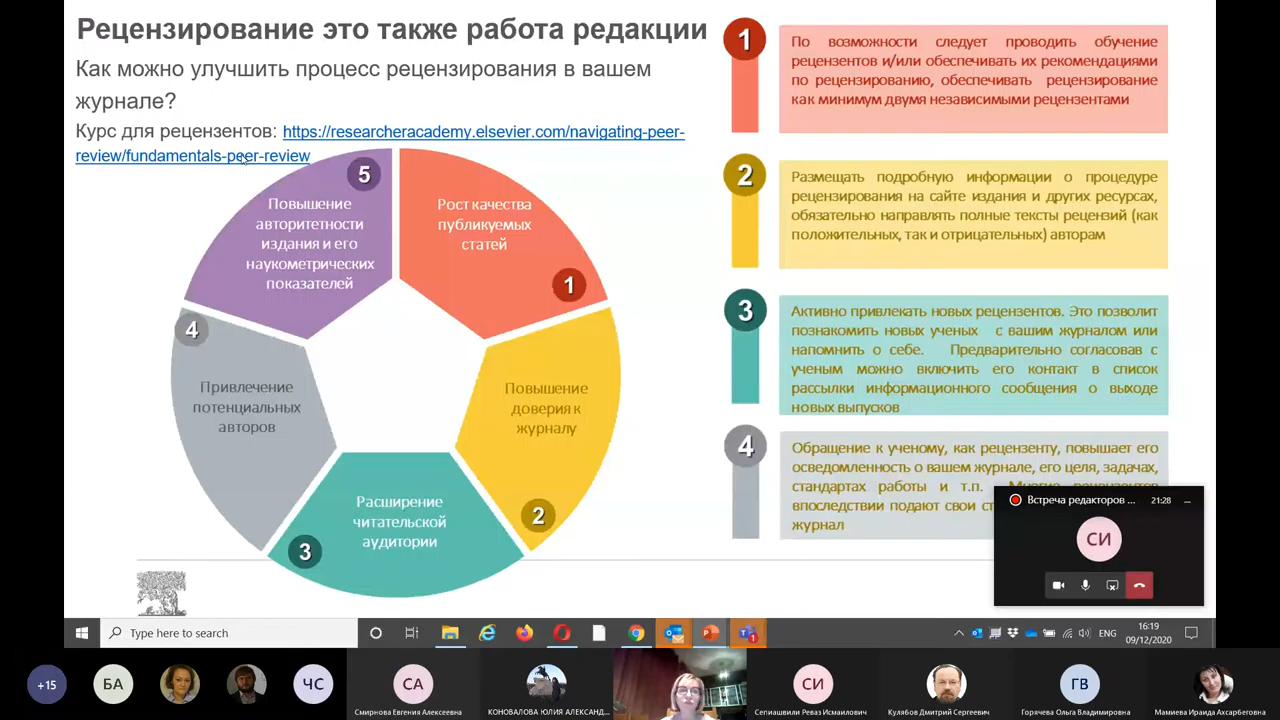 Рецензирование это также работа редакции
Как можно улучшить процесс рецензирования в вашем
журнале?
Курс для рецензентов: https://researcheracademy.elsevier.com/navigating-peer-
review/fundamentals-peer-review
5
Повышение
авторитетности
издания и его
наукометрических
показателей
Рост качества
публикуемых
статей
1
4
Привлечение
потенциальных
авторов
Повышение
доверия к
журналу
2
Расширение
читательской
аудитории
3
1
По возможности следует проводить обучение
рецензентов и/или обеспечивать их рекомендациями
по рецензированию, обеспечивать рецензирование
как минимум двумя независимыми рецензентами
2
Размещать подробную информации о процедуре
рецензирования на сайте издания и других ресурсах,
обязательно направлять полные тексты рецензий (как
положительных, так и отрицательных) авторам
3
Активно привлекать новых рецензентов. Это позволит
познакомить новых ученых с вашим журналом или
напомнить о себе. Предварительно согласовав с
ученым можно включить его контакт в список
рассылки информационного сообщения о выходе
новых выпусков
4
Обращение к ученому, как рецензенту, повышает его
осведомленность о вашем журнале, его целя, задачах,
стандартах работы и т.п.
впоследствии подают свои
журнал
Встреча редакторов ...
21:28
СИ
Type here to search
ENG
16:19
09/12/2020
+15
БА
ЧС
СА
Смирнова Евгения Алексеевна
КОНОВАЛОВА ЮЛИЯ АЛЕКСАНД...
СИ
Сепиашвили Реваз Исмаилович
Кулябов Дмитрий Сергеевич
ГВ
Горячева Ольга Владимировна
Мамиева Ирина Ахсарбеговна